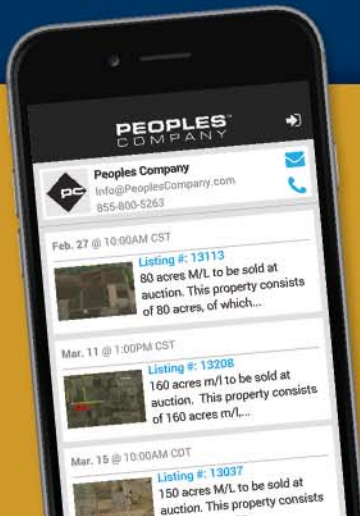 PEOPLES™
COMPANY
PC
Peoples Company
Info@PeoplesCompany.com
855-800-5263
Feb. 27 @ 10:00AM CST
Listing #: 13113
80 acres M/L to be sold at
auction. This property consists
of 80 acres, of which...
Mar. 11 @ 1:00PM CST
Listing #: 13208
160 acres m/l to be sold at
auction. This property consists
of 160 acres m/l,...
Mar. 15 @ 10:00AM CDT
Listing #: 13037
150 acres M/L to be sold at
auction. This property consists